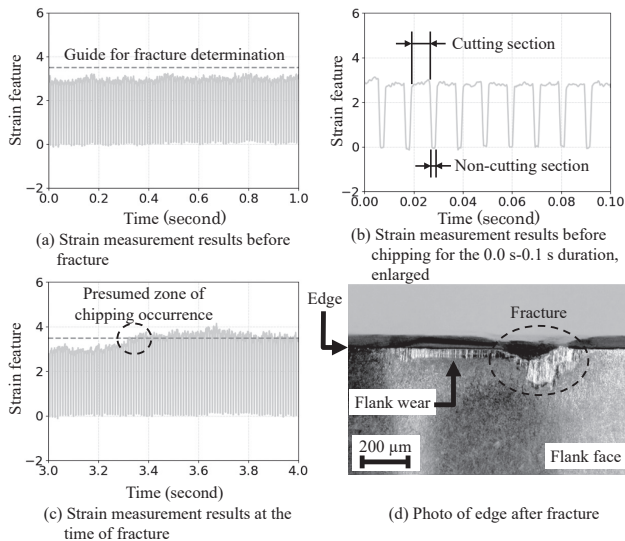 6
4
2
0
−2
Strain feature
Guide for fracture determination
0.0 0.2 0.4 0.6 0.8 1.0
Time (second)
(a) Strain measurement results before
fracture
6
4
2
0
−2
Strain feature
Cutting section
Non-cutting section
0.00 0.02 0.04 0.06 0.08 0.10
Time (second)
(b) Strain measurement results before
chipping for the 0.0 s-0.1 s duration,
enlarged
6
4
2
0
−2
Strain feature
Presumed zone of
chipping occurrence
3.0 3.2 3.4 3.6 3.8 4.0
Time (second)
(c) Strain measurement results at the
time of fracture
Edge
Fracture
Flank wear
200 μm
Flank face
(d) Photo of edge after fracture